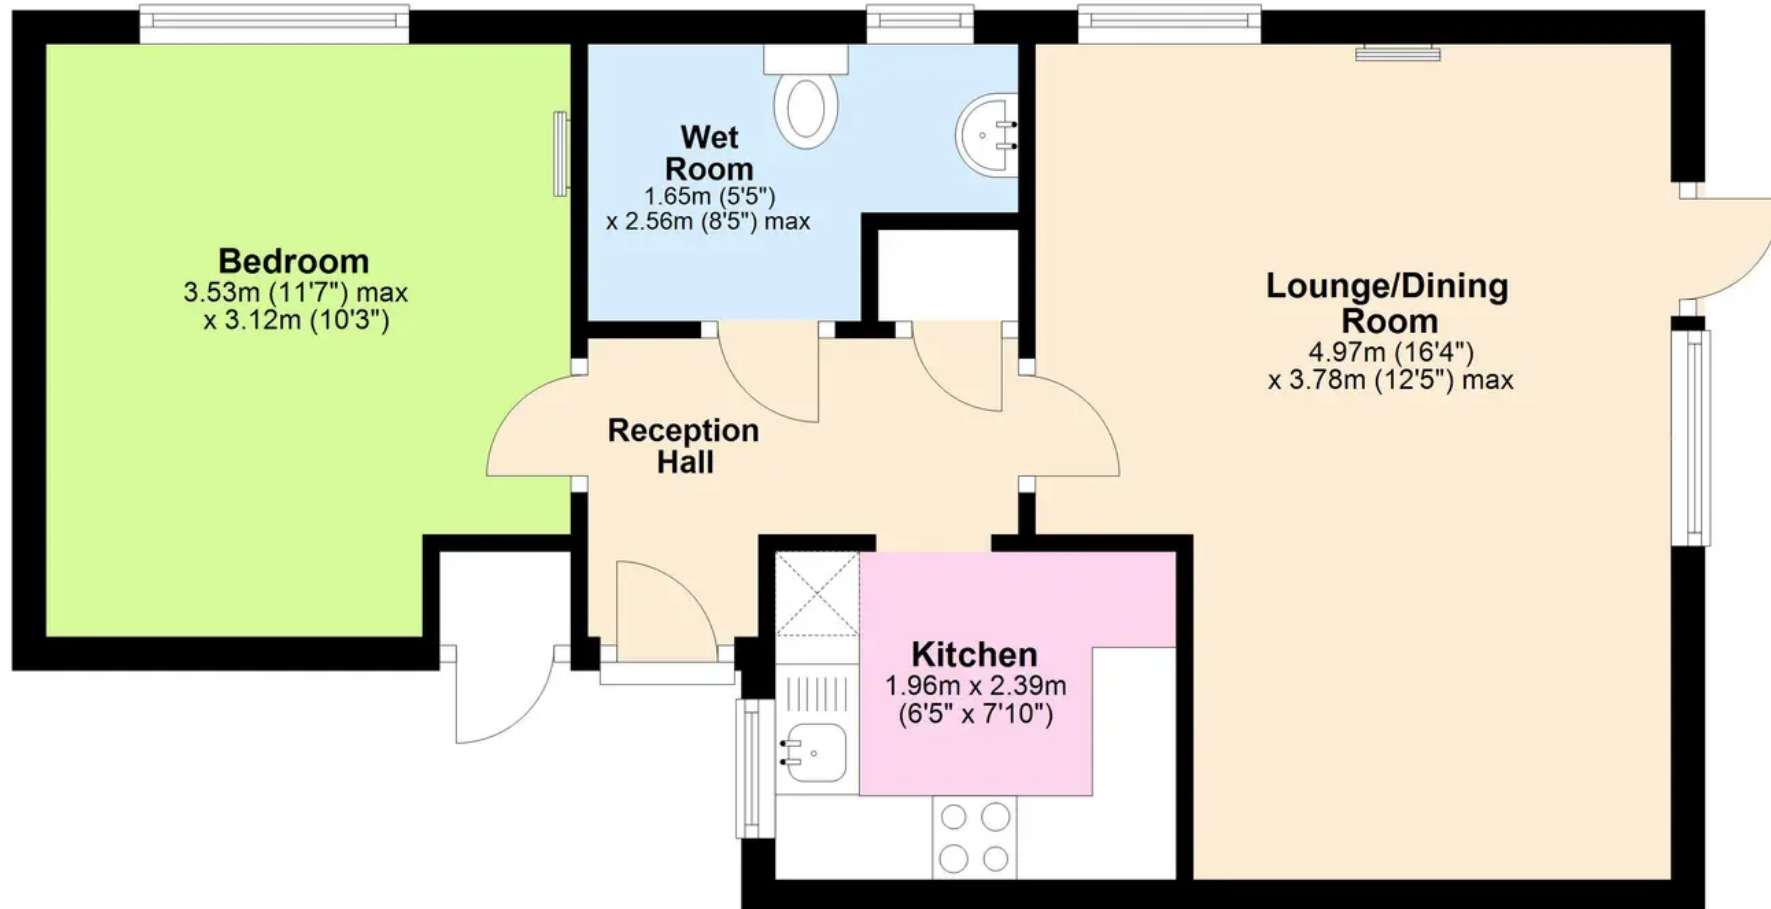 Wet
Room
1.65m (5'5")
x 2.56m (8'5") max
Bedroom
3.53m (11'7") max
x 3.12m (10'3")
Lounge/Dining
Room
4.97m (16'4")
x 3.78m (12'5") max
Reception
Hall
Kitchen
1.96m x 2.39m
(6'5" x 7'10")